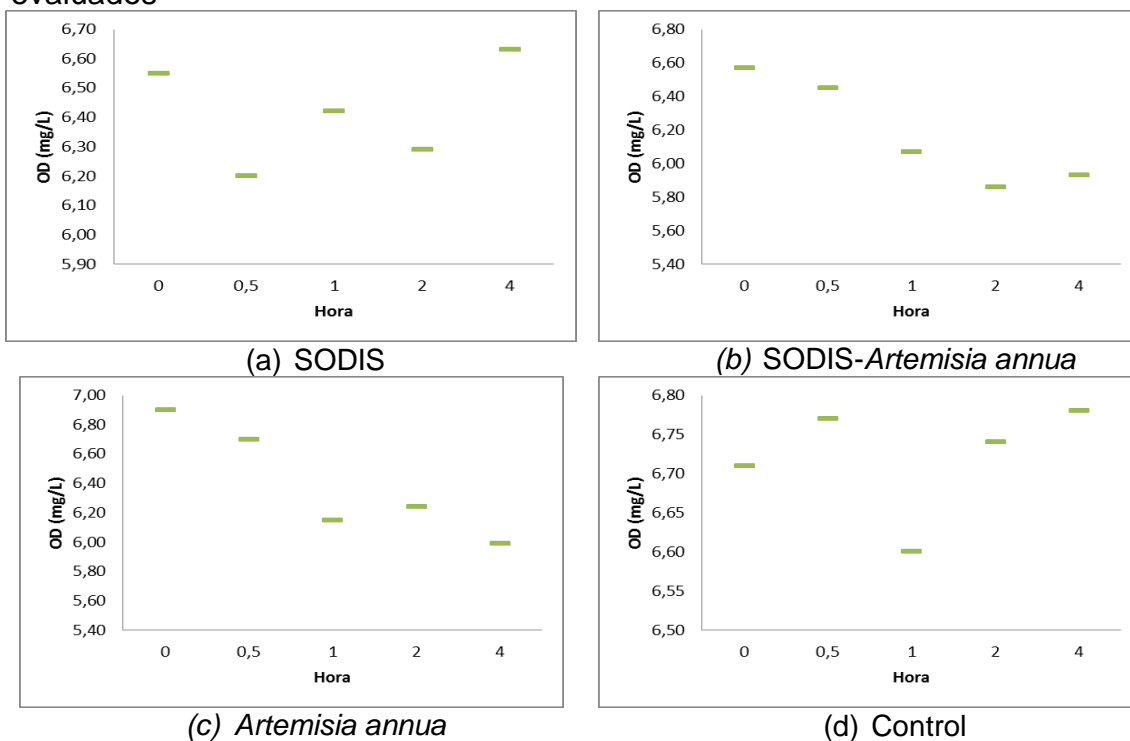 evaluados
6,70
6,60
6,50
6,40
6,30
6,20
6,10
6,00
5,90
OD (mg/L)
0 0,5 1 2 4
Hora
(a) SODIS
6,80
6,60
6,40
6,20
6,00
5,80
5,60
5,40
OD (mg/L)
0 0,5 1 2 4
Hora
(b) SODIS-Artemisia annua
7,00
6,80
6,60
6,40
6,20
6,00
5,80
5,60
5,40
OD (mg/L)
0 0,5 1 2 4
Hora
(c) Artemisia annua
6,80
6,75
6,70
6,65
6,60
6,55
6,50
OD (mg/L)
0 0,5 1 2 4
Hora
(d) Control